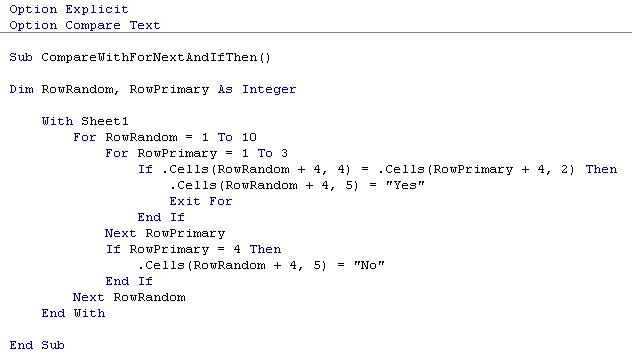 Option Explicit
Option Compare Text
Sub CompareWithForNextAndIfThen()
Dim RowRandom, RowPrimary As Integer
With Sheet1
For RowRandom = 1 To 10
For RowPrimary = 1 To 3
If .Cells(RowRandom + 4, 4) = .Cells(RowPrimary + 4, 2) Then
.Cells(RowRandom + 4, 5) = "Yes"
Exit For
End If
Next RowPrimary
If RowPrimary = 4 Then
.Cells(RowRandom + 4, 5) = "No"
End If
Next RowRandom
End With
End Sub